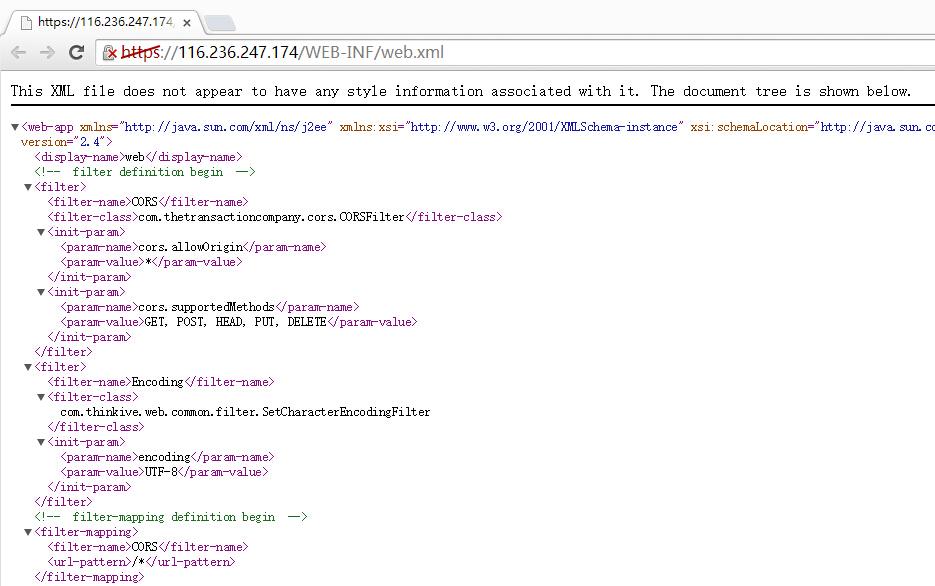 https://116.236.247.174, ×
https://116.236.247.174/WEB-INF/web.xml
This XML file does not appear to have any style information associated with it. The document tree is shown below.
▼<web-app xmlns="http://java.sun.com/xml/ns/j2ee" xmlns:xsi="http://www.w3.org/2001/XMLSchema-instance" xsi:schemaLocation="http://java.sun.co
version="2.4">
<display-name>web</display-name>
<!-- filter definition begin -->
▼<filter>
<filter-name>CORS</filter-name>
<filter-class>com.thetransactioncompany.cors.CORSFilter</filter-class>
▼<init-param>
<param-name>cors.allowOrigin</param-name>
<param-value>*</param-value>
</init-param>
▼<init-param>
<param-name>cors.supportedMethods</param-name>
<param-value>GET, POST, HEAD, PUT, DELETE</param-value>
</init-param>
</filter>
▼<filter>
<filter-name>Encoding</filter-name>
▼<filter-class>
com.thinkive.web.common.filter.SetCharacterEncodingFilter
</filter-class>
▼<init-param>
<param-name>encoding</param-name>
<param-value>UTF-8</param-value>
</init-param>
</filter>
<!-- filter-mapping definition begin -->
▼<filter-mapping>
<filter-name>CORS</filter-name>
<url-pattern>/*</url-pattern>
</filter-mapping>